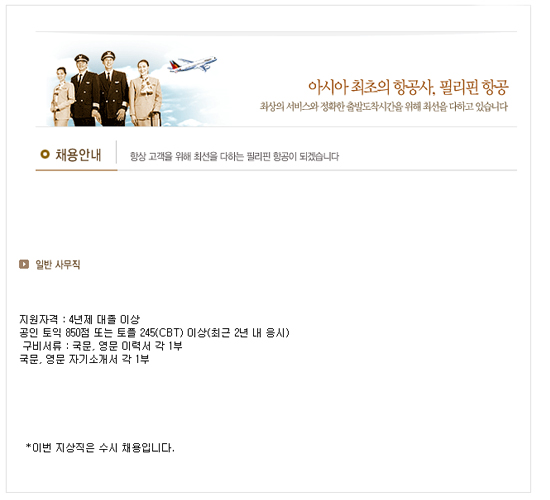 아시아 최초의 항공사, 필리핀 항공
최상의 서비스와 정확한 출발도착시간을 위해 최선을 다하고 있습니다
채용안내
항상 고객을 위해 최선을 다하는 필리핀 항공이 되겠습니다
일반 사무직
지원자격 : 4년제 대졸 이상
공인 토익 850점 또는 토플 245(CBT) 이상(최근 2년 내 응시)
구비서류 : 국문, 영문 이력서 각 1부
국문, 영문 자기소개서 각 1부
*이번 지상직은 수시 채용입니다.